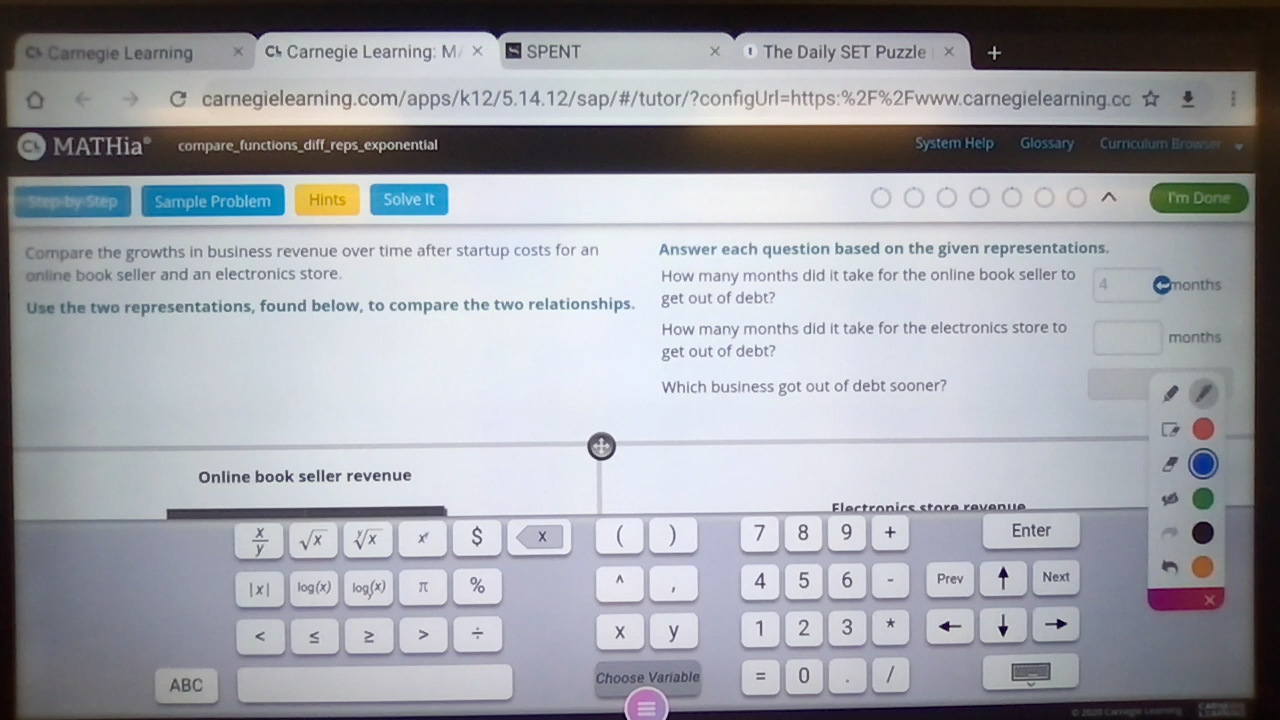 Carnegie Learning
Carnegie Learning: M
SPENT
The Daily SET Puzzle
carnegielearning.com/apps/k12/5.14.12/sap/#/tutor/?configUrl=https:%2F%2Fwww.carnegielearning.cc
CL MATHia®
compare_functions_diff_reps_exponential
System Help
Glossary
Curriculum Browser
Step-by-Step
Sample Problem
Hints
Solve It
I'm Done
Compare the growths in business revenue over time after startup costs for an
online book seller and an electronics store.
Use the two representations, found below, to compare the two relationships.
Answer each question based on the given representations.
How many months did it take for the online book seller to
get out of debt?
4
months
How many months did it take for the electronics store to
get out of debt?
months
Which business got out of debt sooner?
Online book seller revenue
Electronics store revenue
x/y √x ʸ√x xʸ $ x ( ) 7 8 9 + Enter
|x| log(x) log(x) π % ^ , 4 5 6 - Prev ↑ Next
< ≤ ≥ > ÷ x y 1 2 3 * ← ↓ →
ABC Choose Variable = 0 . /
© 2020 Carnegie Learning